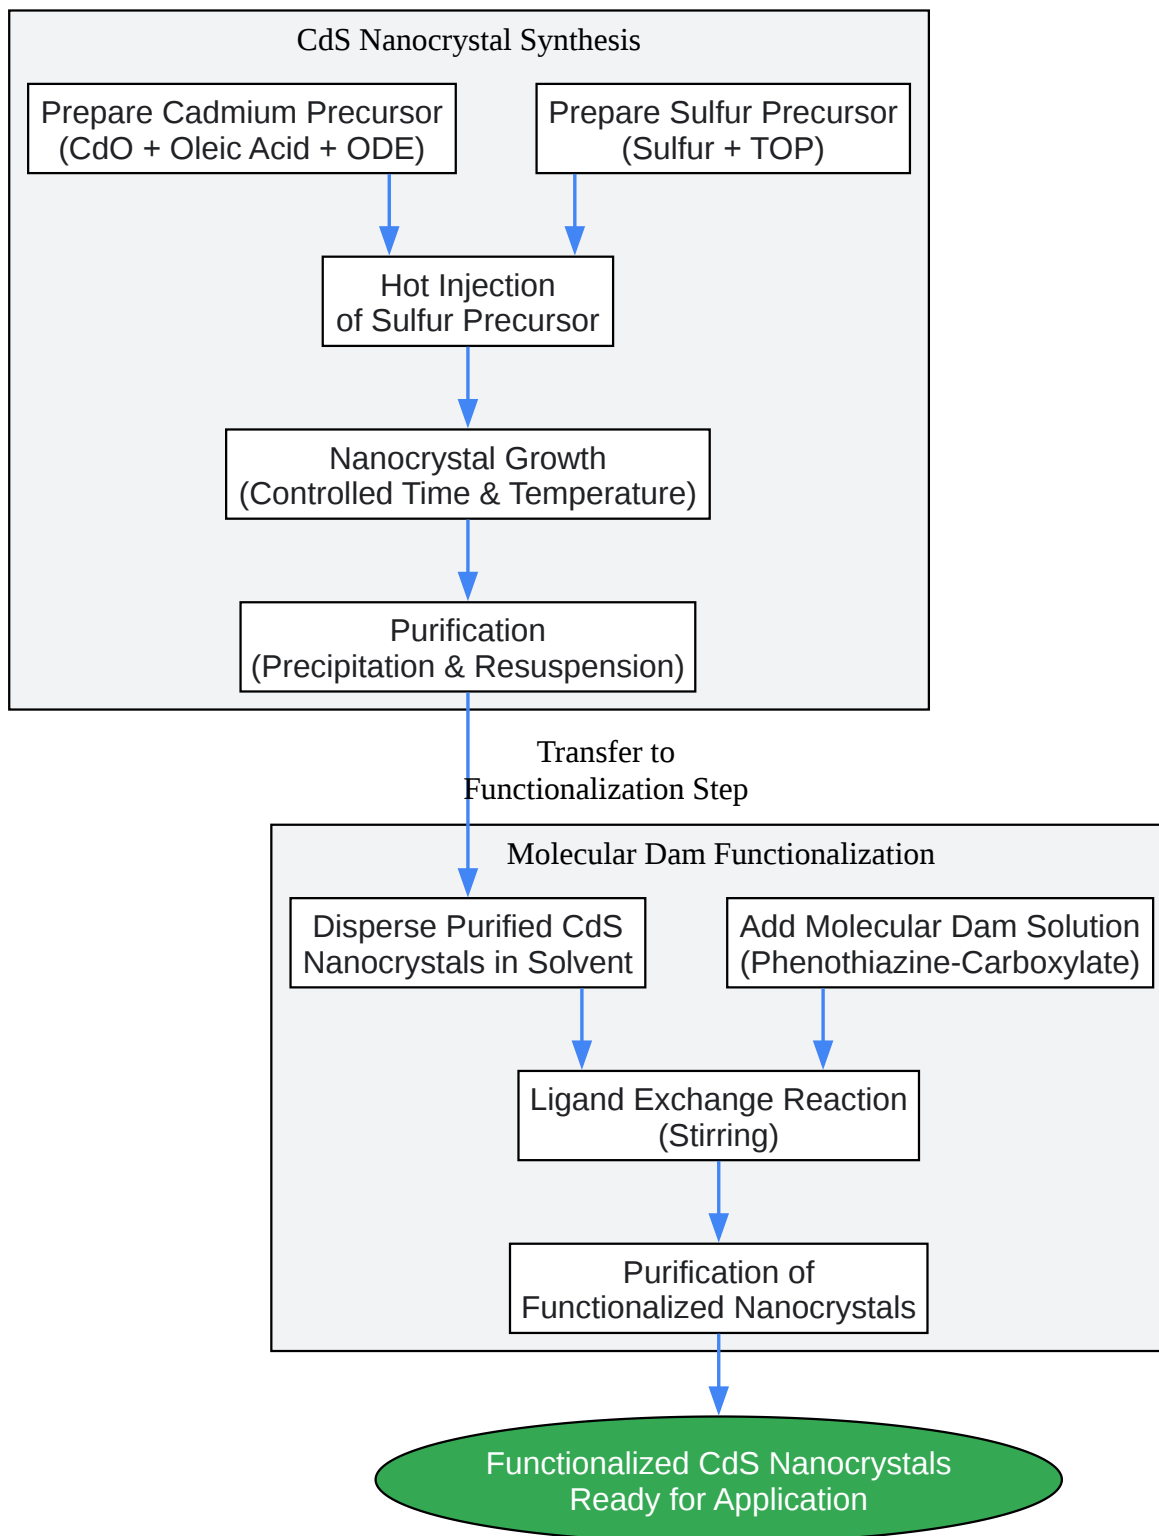 CdS Nanocrystal Synthesis
Prepare Cadmium Precursor
(CdO + Oleic Acid + ODE)
Prepare Sulfur Precursor
(Sulfur + TOP)
Hot Injection
of Sulfur Precursor
Nanocrystal Growth
(Controlled Time & Temperature)
Purification
(Precipitation & Resuspension)
Transfer to
Functionalization Step
Molecular Dam Functionalization
Disperse Purified CdS
Nanocrystals in Solvent
Add Molecular Dam Solution
(Phenothiazine-Carboxylate)
Ligand Exchange Reaction
(Stirring)
Purification of
Functionalized Nanocrystals
Functionalized CdS Nanocrystals
Ready for Application